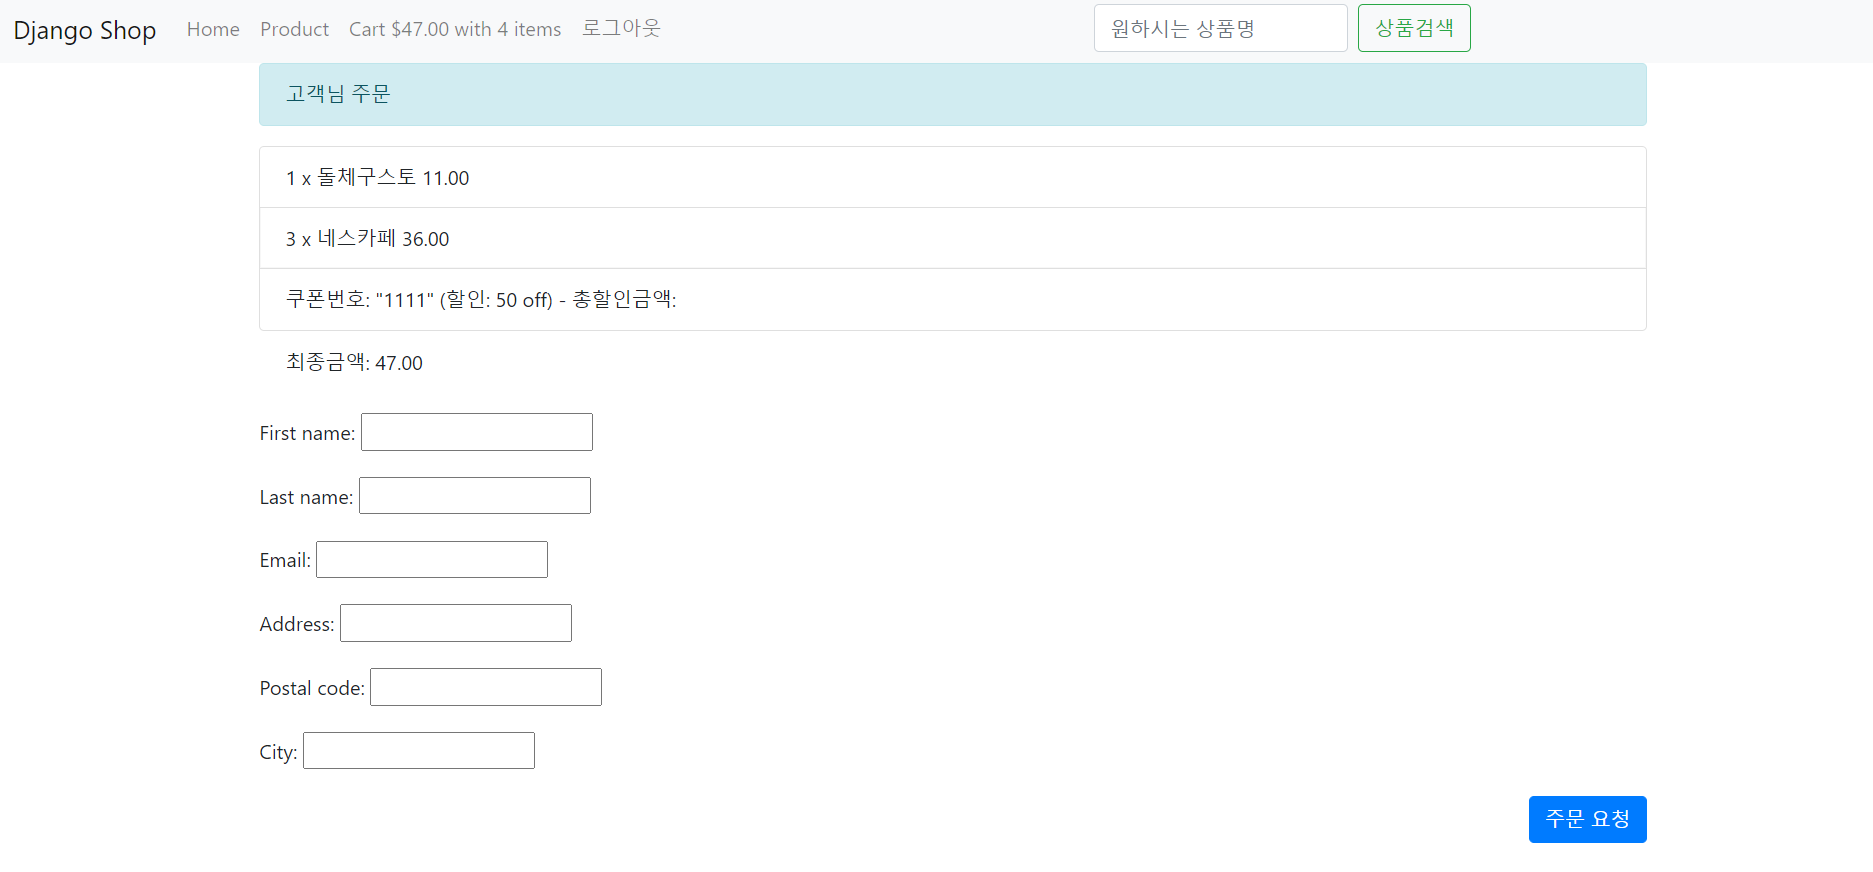 Django Shop Home Product Cart $47.00 with 4 items 로그아웃 원하시는 상품명 상품검색
고객님 주문
1 x 돌체구스토 11.00
3 x 네스카페 36.00
쿠폰번호: "1111" (할인: 50 off) - 총할인금액:
최종금액: 47.00
First name:
Last name:
Email:
Address:
Postal code:
City:
주문 요청